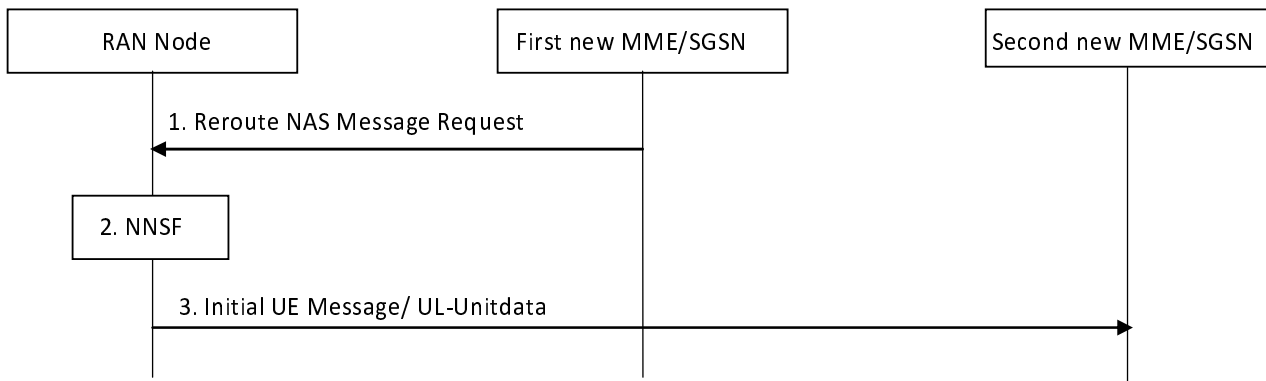 RAN Node
First new MME/SGSN
Second new MME/SGSN
1. Reroute NAS Message Request
2. NNSF
3. Initial UE Message/ UL-Unitdata